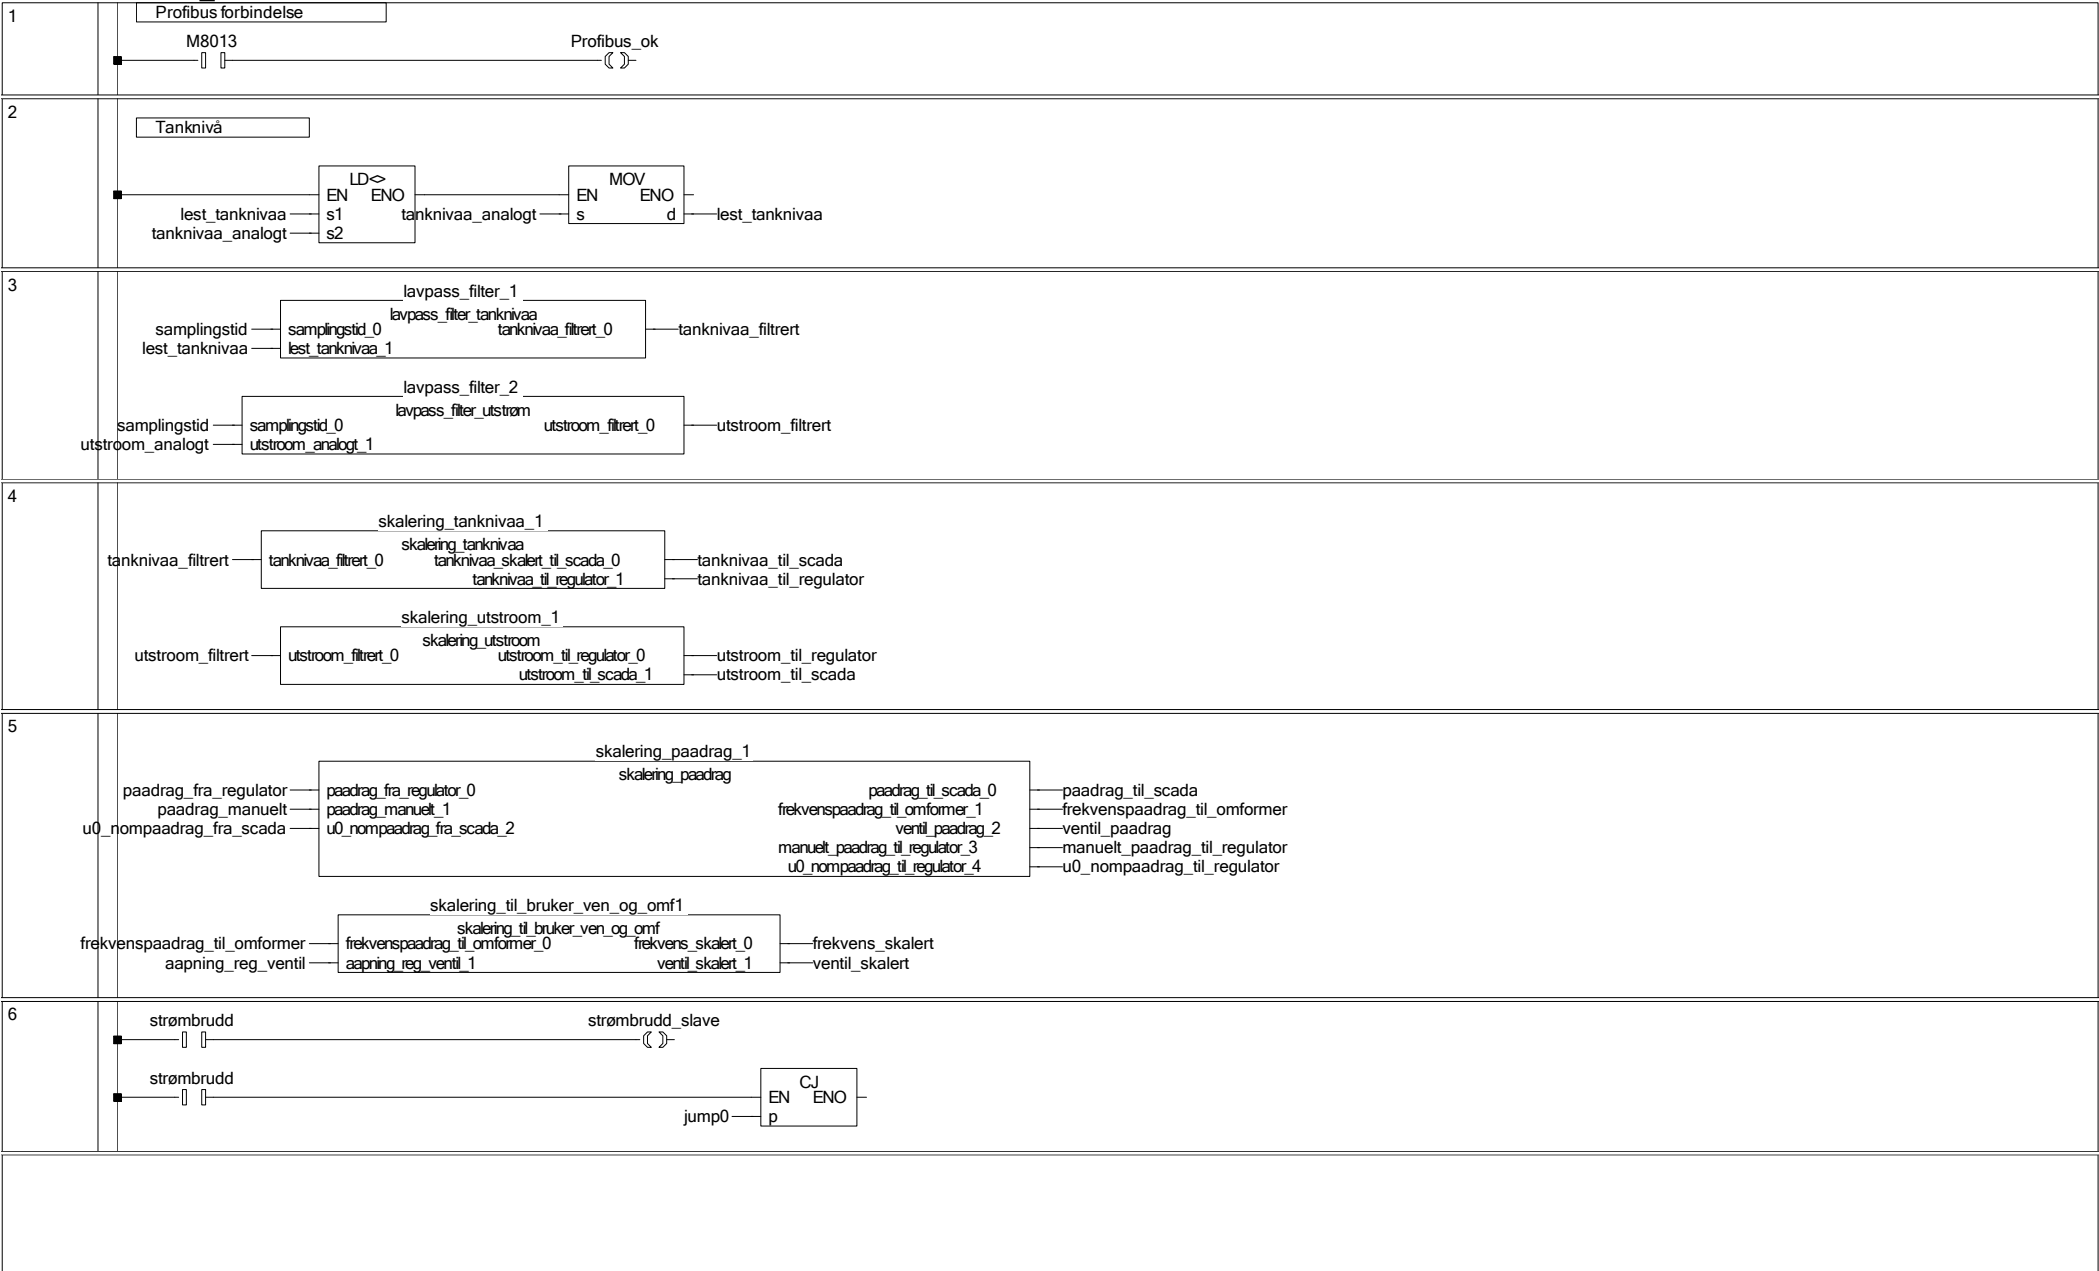 1
Profibus forbindelse
M8013 Profibus_ok
2
Tanknivå
LD<> MOV
EN ENO EN ENO
lest_tanknivaa s1 tanknivaa_analogt s d lest_tanknivaa
tanknivaa_analogt s2
3
lavpass_filter_1
lavpass_filter_tanknivaa
samplingstid samplingstid_0 tanknivaa_filtrert_0 tanknivaa_filtrert
lest_tanknivaa lest_tanknivaa_1
lavpass_filter_2
lavpass_filter_utstrøm
samplingstid samplingstid_0 utstroom_filtrert_0 utstroom_filtrert
utstroom_analogt utstroom_analogt_1
4
skalering_tanknivaa_1
skalering_tanknivaa
tanknivaa_filtrert tanknivaa_filtrert_0 tanknivaa_skalert_til_scada_0 tanknivaa_til_scada
tanknivaa_til_regulator_1 tanknivaa_til_regulator
skalering_utstroom_1
skalering_utstroom
utstroom_filtrert utstroom_filtrert_0 utstroom_til_regulator_0 utstroom_til_regulator
utstroom_til_scada_1 utstroom_til_scada
5
skalering_paadrag_1
skalering_paadrag
paadrag_fra_regulator paadrag_fra_regulator_0 paadrag_til_scada_0 paadrag_til_scada
paadrag_manuelt paadrag_manuelt_1 frekvenspaadrag_til_omformer_1 frekvenspaadrag_til_omformer
u0_nompaadrag_fra_scada u0_nompaadrag_fra_scada_2 ventil_paadrag_2 ventil_paadrag
manuelt_paadrag_til_regulator_3 manuelt_paadrag_til_regulator
u0_nompaadrag_til_regulator_4 u0_nompaadrag_til_regulator
skalering_til_bruker_ven_og_omf1
skalering_til_bruker_ven_og_omf
frekvenspaadrag_til_omformer frekvenspaadrag_til_omformer_0 frekvens_skalert_0 frekvens_skalert
aapning_reg_ventil aapning_reg_ventil_1 ventil_skalert_1 ventil_skalert
6
strømbrudd strømbrudd_slave
strømbrudd
CJ
EN ENO
jump0 p